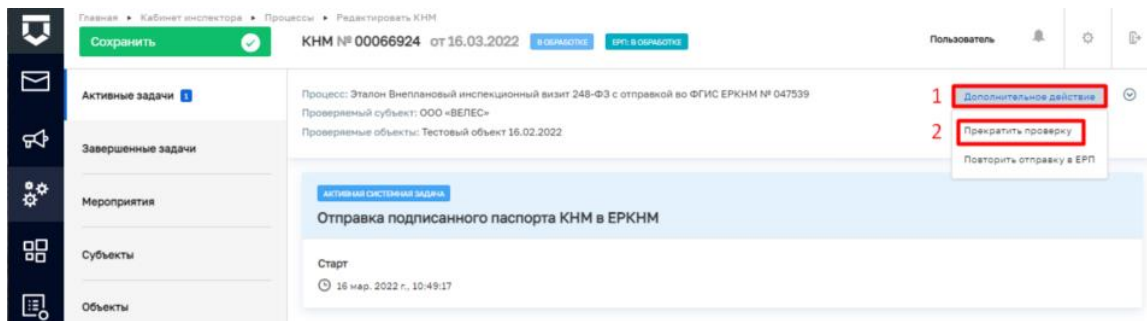 Главная ▸ Кабинет инспектора ▸ Процессы ▸ Редактировать КНМ
Сохранить
КНМ № 00066924 от 16.03.2022 В ОБРАБОТКЕ ЕРП: В ОБРАБОТКЕ
Пользователь
Активные задачи 1
Процесс: Эталон Внеплановый инспекционный визит 248-ФЗ с отправкой во ФГИС ЕРКНМ № 047539
Проверяемый субъект: ООО «ВЕЛЕС»
Проверяемые объекты: Тестовый объект 16.02.2022
1 Дополнительное действие
2 Прекратить проверку
Повторить отправку в ЕРП
Завершенные задачи
Мероприятия
Субъекты
Объекты
АКТИВНАЯ СИСТЕМНАЯ ЗАДАЧА
Отправка подписанного паспорта КНМ в ЕРКНМ
Старт
16 мар. 2022 г., 10:49:17